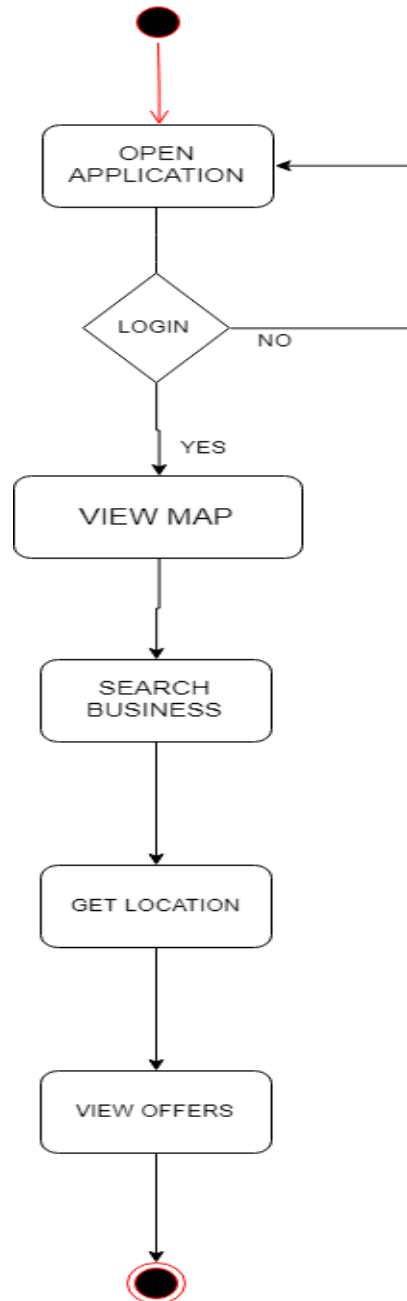 OPEN
APPLICATION
LOGIN
NO
YES
VIEW MAP
SEARCH
BUSINESS
GET LOCATION
VIEW OFFERS